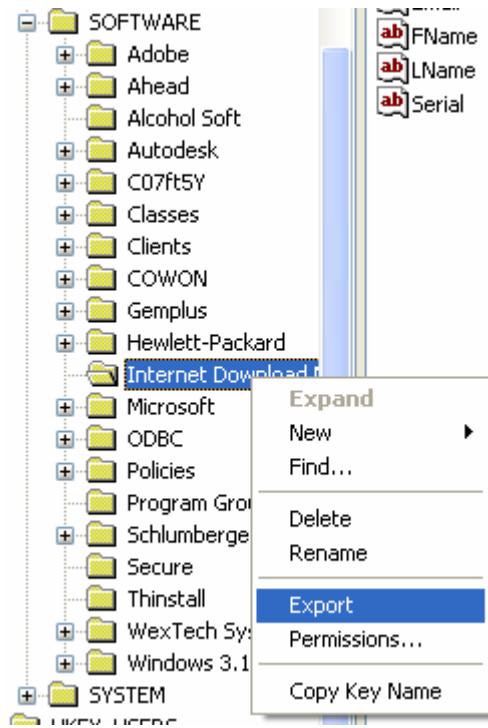 SOFTWARE
Adobe
Ahead
Alcohol Soft
Autodesk
C07ft5Y
Classes
Clients
COWON
Gemplus
Hewlett-Packard
Internet Download
Microsoft
ODBC
Policies
Program Grou
Schlumberge
Secure
Thinstall
WexTech Sys
Windows 3.1
SYSTEM
HKEY_USERS
Email
FName
LName
Serial
Expand
New
Find...
Delete
Rename
Export
Permissions...
Copy Key Name